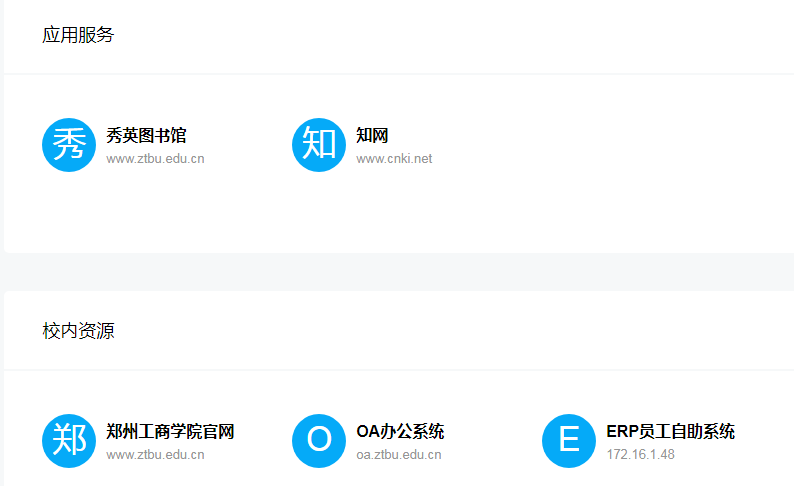 应用服务
秀 秀英图书馆
www.ztbu.edu.cn
知 知网
www.cnki.net
校内资源
郑 郑州工商学院官网
www.ztbu.edu.cn
O OA办公系统
oa.ztbu.edu.cn
E ERP员工自助系统
172.16.1.48